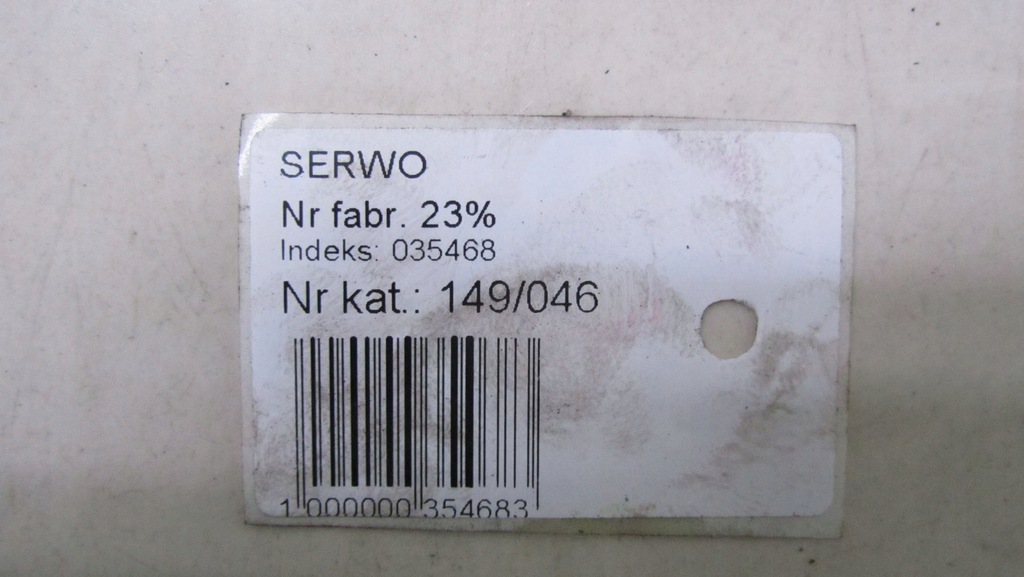 SERWO
Nr fabr. 23%
Indeks: 035468
Nr kat.: 149/046
1 000000 354683